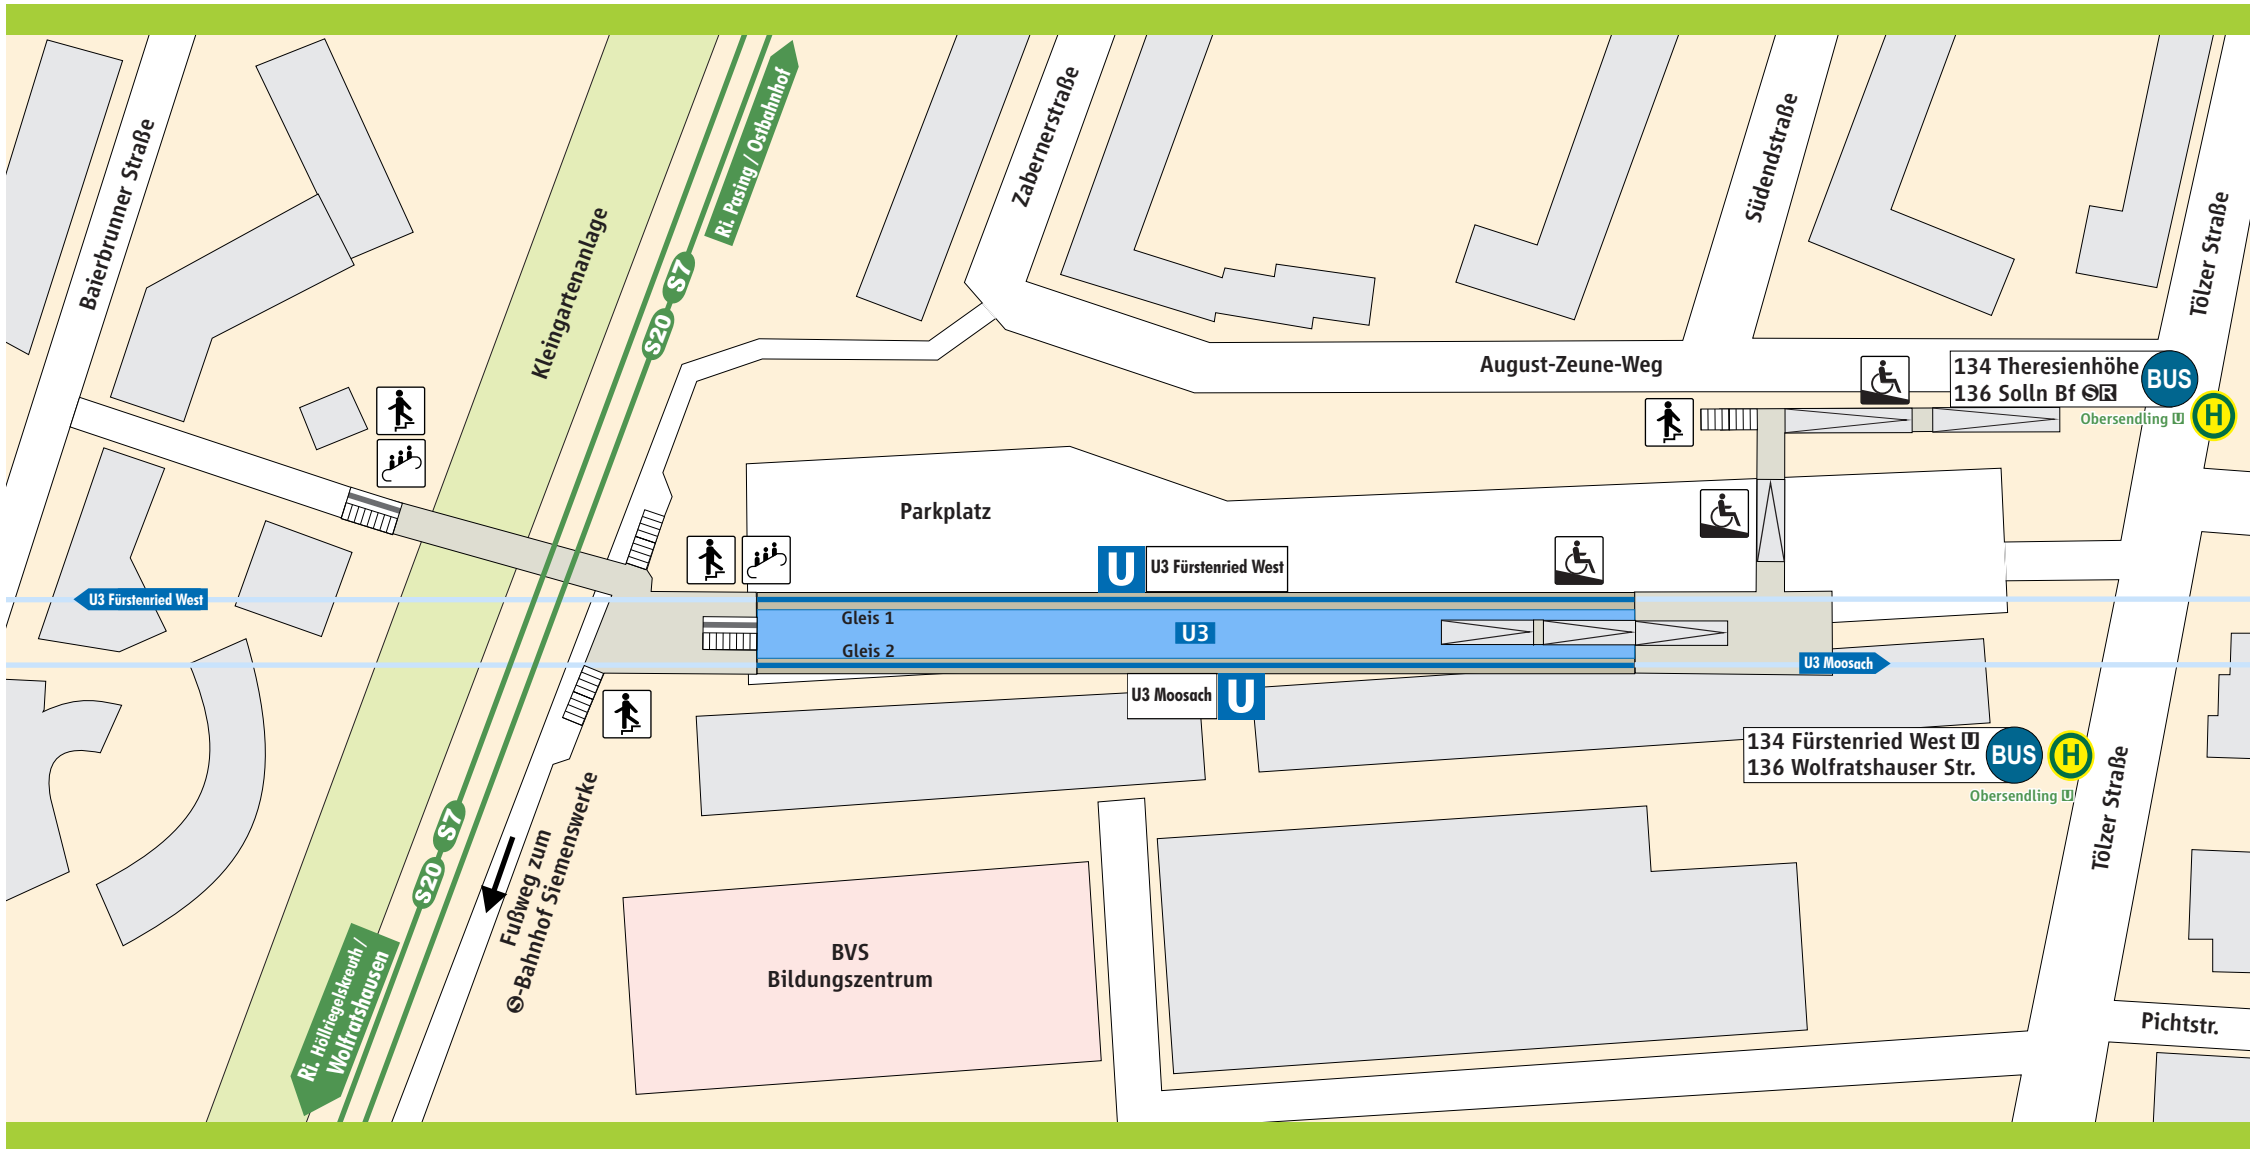 Baierbrunner Straße
Kleingartenanlage
Ri. Pasing / Ostbahnhof
S7
S20
Zabernerstraße
Südendstraße
Tölzer Straße
August-Zeune-Weg
134 Theresienhöhe
136 Solln Bf S R
BUS
H
Obersendling U
Parkplatz
U
U3 Fürstenried West
U3 Fürstenried West
Gleis 1
U3
Gleis 2
U3 Moosach
U3 Moosach
U
134 Fürstenried West U
136 Wolfratshauser Str.
BUS
H
Obersendling U
Tölzer Straße
S7
S20
Fußweg zum
S-Bahnhof Siemenswerke
Ri. Höllriegelskreuth /
Wolfratshausen
BVS
Bildungszentrum
Pichtstr.